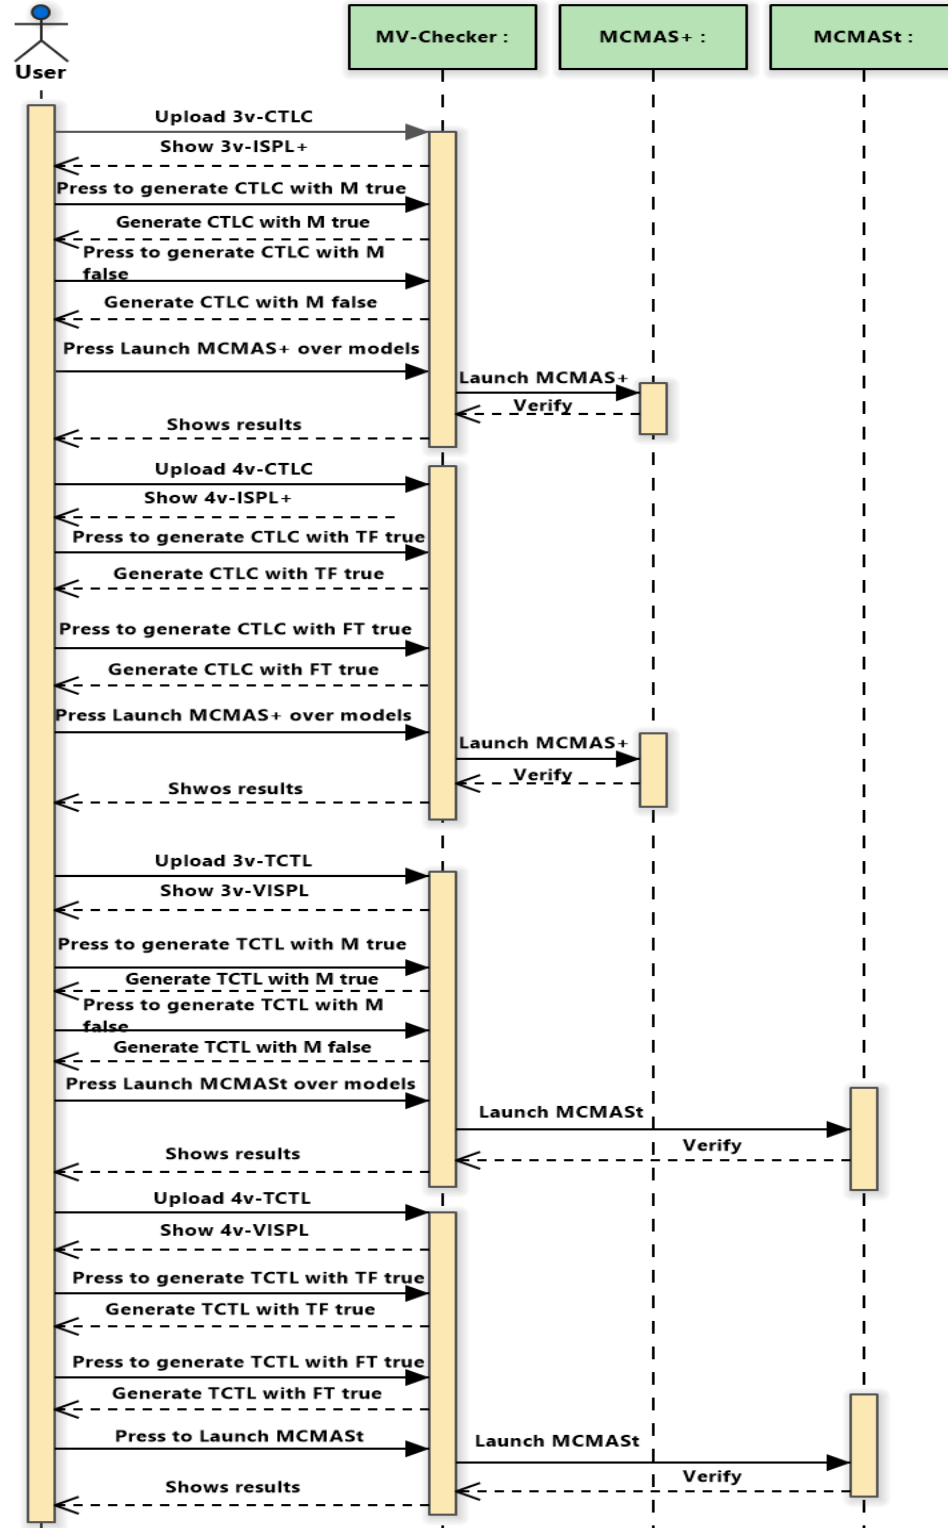 MV-Checker :
MCMAS+ :
MCMASt :
User
Upload 3v-CTLC
Show 3v-ISPL+
Press to generate CTLC with M true
Generate CTLC with M true
Press to generate CTLC with M
false
Generate CTLC with M false
Press Launch MCMAS+ over models
Launch MCMAS+
Verify
Shows results
Upload 4v-CTLC
Show 4v-ISPL+
Press to generate CTLC with TF true
Generate CTLC with TF true
Press to generate CTLC with FT true
Generate CTLC with FT true
Press Launch MCMAS+ over models
Launch MCMAS+
Verify
Shwos results
Upload 3v-TCTL
Show 3v-VISPL
Press to generate TCTL with M true
Generate TCTL with M true
Press to generate TCTL with M
false
Generate TCTL with M false
Press Launch MCMASt over models
Launch MCMASt
Verify
Shows results
Upload 4v-TCTL
Show 4v-VISPL
Press to generate TCTL with TF true
Generate TCTL with TF true
Press to generate TCTL with FT true
Generate TCTL with FT true
Press to Launch MCMASt
Launch MCMASt
Verify
Shows results